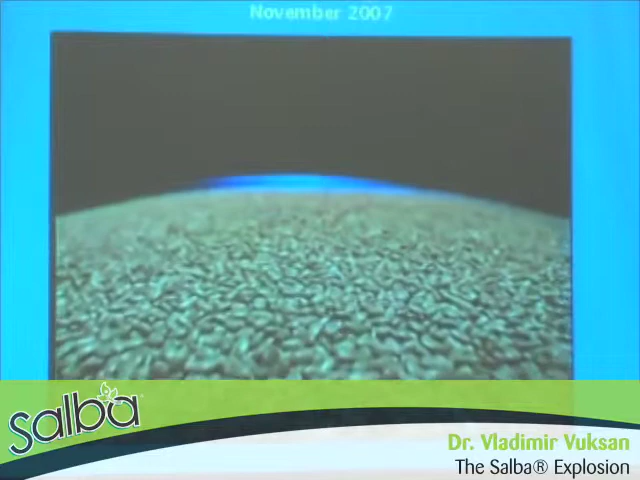 November 2007
salba
Dr. Vladimir Vuksan
The Salba® Explosion